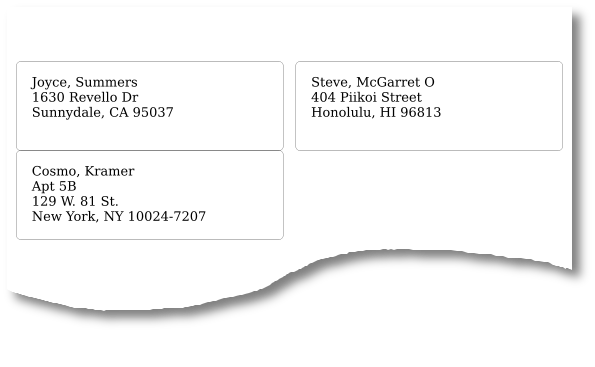 Joyce, Summers
1630 Revello Dr
Sunnydale, CA 95037
Steve, McGarret O
404 Piikoi Street
Honolulu, HI 96813
Cosmo, Kramer
Apt 5B
129 W. 81 St.
New York, NY 10024-7207